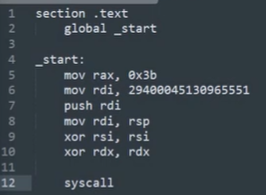 1 section .text
2 global _start
3
4 _start:
5 mov rax, 0x3b
6 mov rdi, 29400045130965551
7 push rdi
8 mov rdi, rsp
9 xor rsi, rsi
10 xor rdx, rdx
11
12 syscall